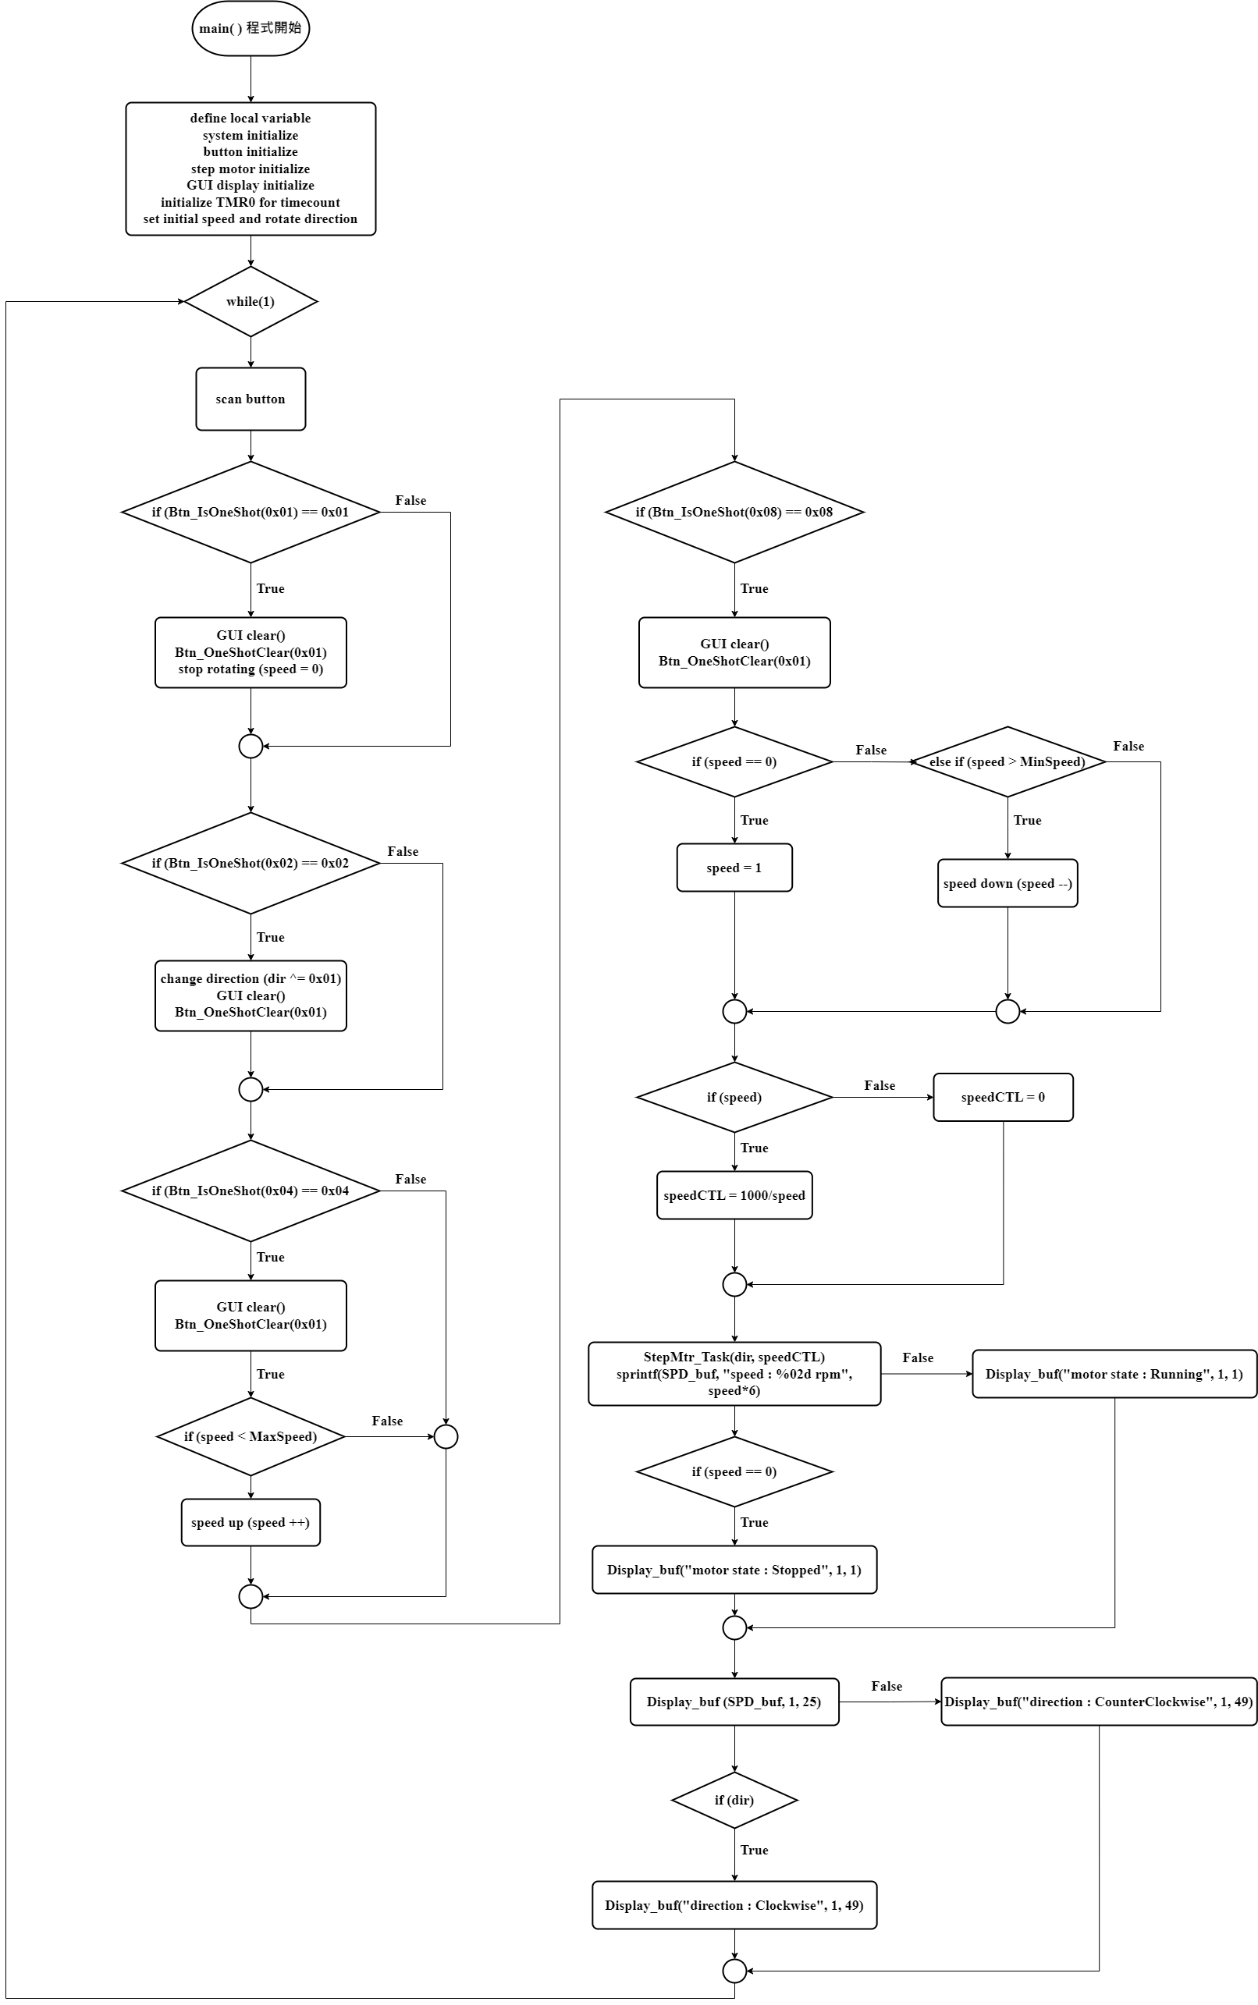 main( ) 程式開始
define local variable
system initialize
button initialize
step motor initialize
GUI display initialize
initialize TMR0 for timecount
set initial speed and rotate direction
while(1)
scan button
if (Btn_IsOneShot(0x01) == 0x01
False
True
GUI clear()
Btn_OneShotClear(0x01)
stop rotating (speed = 0)
if (Btn_IsOneShot(0x02) == 0x02
False
True
change direction (dir ^= 0x01)
GUI clear()
Btn_OneShotClear(0x01)
if (Btn_IsOneShot(0x04) == 0x04
False
True
GUI clear()
Btn_OneShotClear(0x01)
True
if (speed < MaxSpeed)
False
speed up (speed ++)
if (Btn_IsOneShot(0x08) == 0x08
True
GUI clear()
Btn_OneShotClear(0x01)
if (speed == 0)
False
else if (speed > MinSpeed)
False
True
True
speed = 1
speed down (speed --)
if (speed)
False
speedCTL = 0
True
speedCTL = 1000/speed
StepMtr_Task(dir, speedCTL)
sprintf(SPD_buf, "speed : %02d rpm",
speed*6)
False
Display_buf("motor state : Running", 1, 1)
if (speed == 0)
True
Display_buf("motor state : Stopped", 1, 1)
Display_buf (SPD_buf, 1, 25)
False
Display_buf("direction : CounterClockwise", 1, 49)
if (dir)
True
Display_buf("direction : Clockwise", 1, 49)